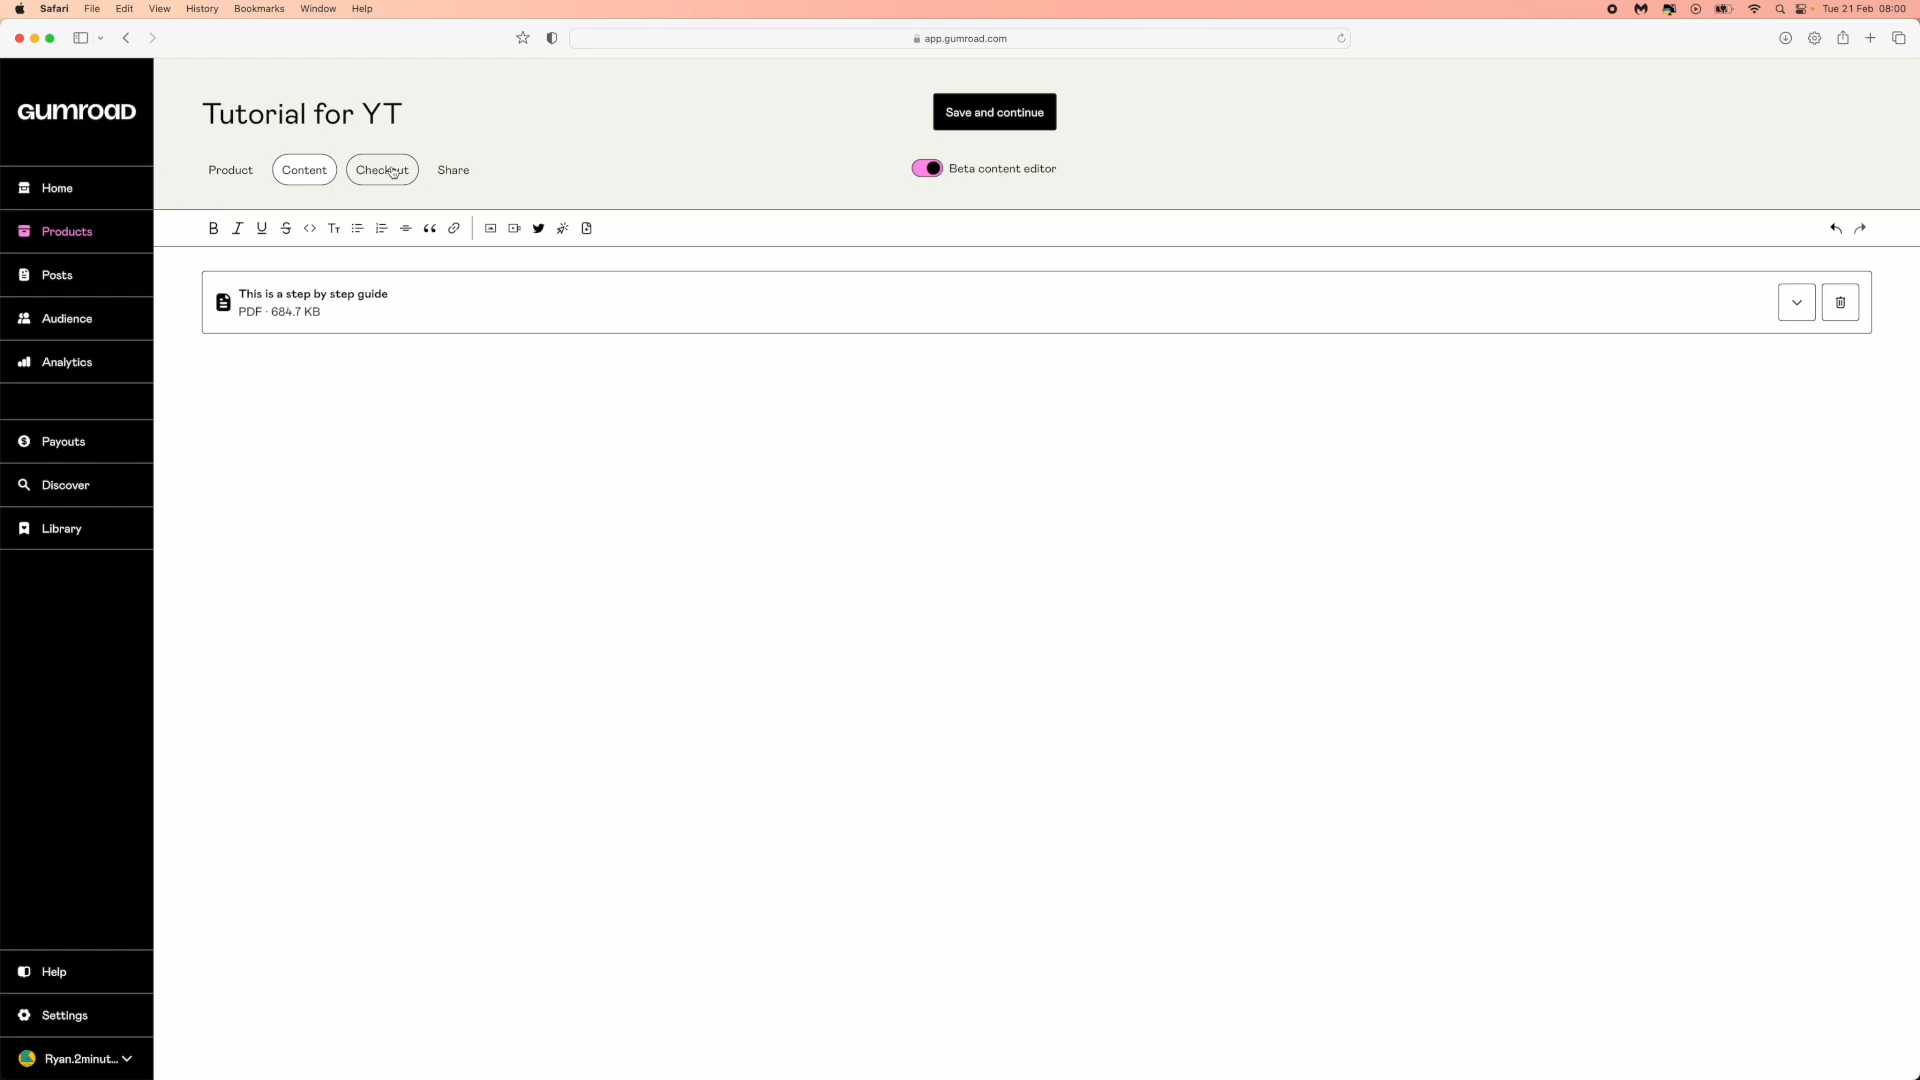 Safari File Edit View History Bookmarks Window Help
Tue 21 Feb 08:00
app.gumroad.com
GUMROAD
Tutorial for YT
Save and continue
Product Content Checkout Share
Beta content editor
Home
Products
Posts
Audience
Analytics
Payouts
Discover
Library
Help
Settings
Ryan.2minut...
This is a step by step guide
PDF · 684.7 KB